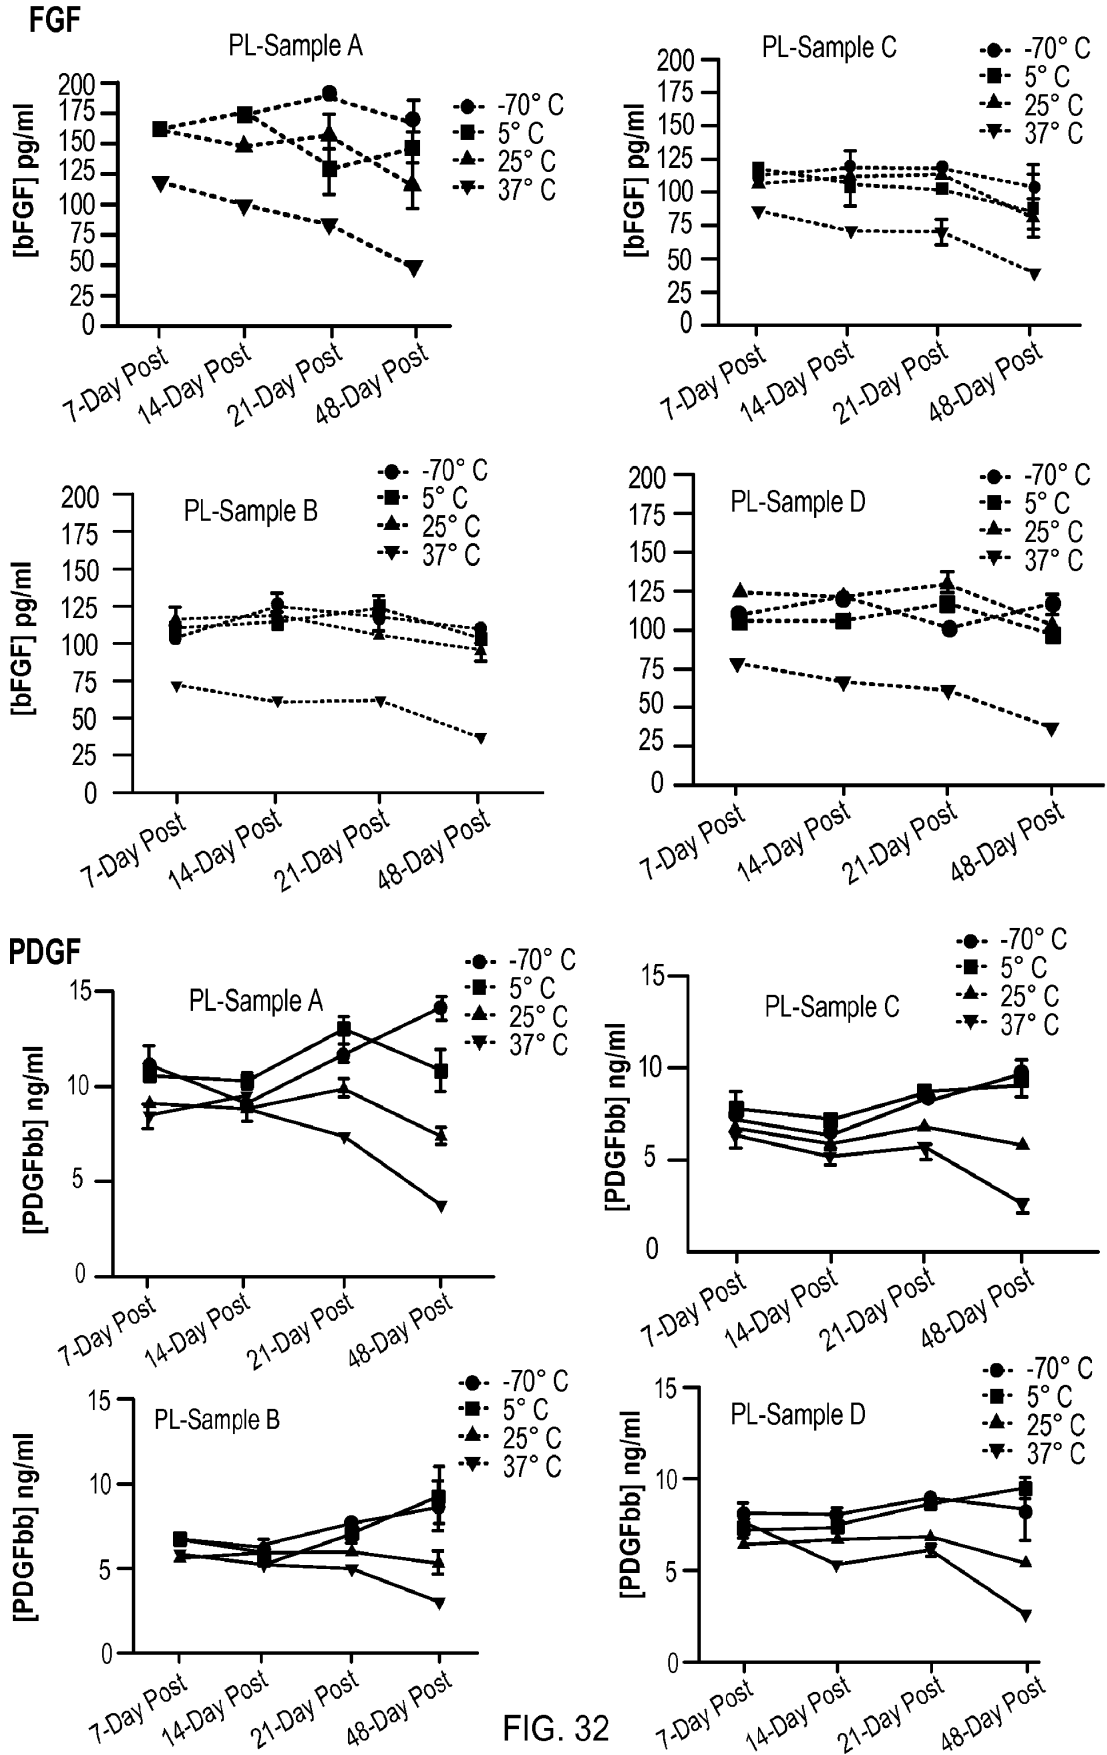 FGF
PL-Sample A
[bFGF] pg/ml
200
175
150
125
100
75
50
25
0
-70° C
5° C
25° C
37° C
7-Day Post
14-Day Post
21-Day Post
48-Day Post
PL-Sample C
[bFGF] pg/ml
200
175
150
125
100
75
50
25
0
-70° C
5° C
25° C
37° C
7-Day Post
14-Day Post
21-Day Post
48-Day Post
PL-Sample B
[bFGF] pg/ml
200
175
150
125
100
75
50
25
0
-70° C
5° C
25° C
37° C
7-Day Post
14-Day Post
21-Day Post
48-Day Post
PL-Sample D
[bFGF] pg/ml
200
175
150
125
100
75
50
25
0
-70° C
5° C
25° C
37° C
7-Day Post
14-Day Post
21-Day Post
48-Day Post
PDGF
PL-Sample A
[PDGFbb] ng/ml
15
10
5
0
-70° C
5° C
25° C
37° C
7-Day Post
14-Day Post
21-Day Post
48-Day Post
PL-Sample C
[PDGFbb] ng/ml
15
10
5
0
-70° C
5° C
25° C
37° C
7-Day Post
14-Day Post
21-Day Post
48-Day Post
PL-Sample B
[PDGFbb] ng/ml
15
10
5
0
-70° C
5° C
25° C
37° C
7-Day Post
14-Day Post
21-Day Post
48-Day Post
PL-Sample D
[PDGFbb] ng/ml
15
10
5
0
-70° C
5° C
25° C
37° C
7-Day Post
14-Day Post
21-Day Post
48-Day Post
FIG. 32